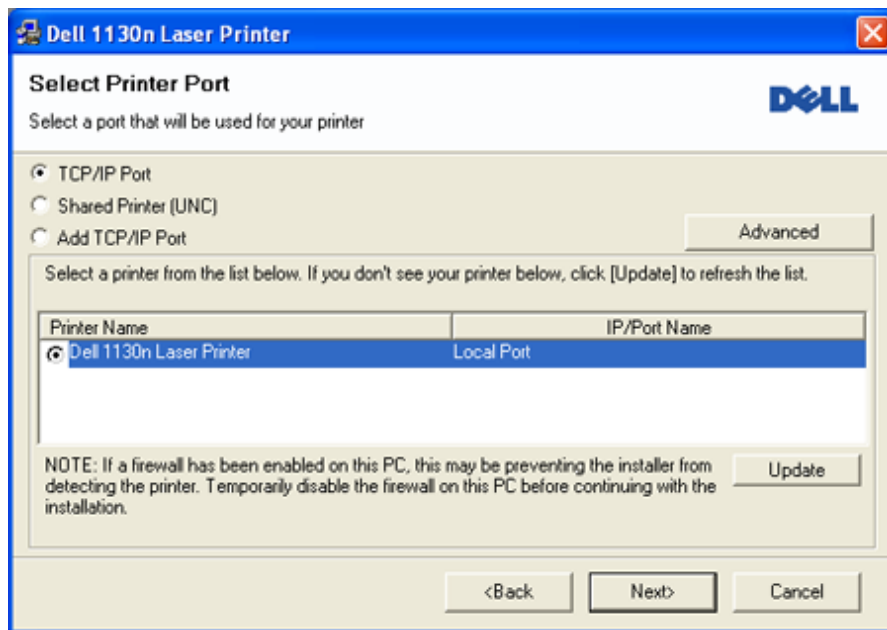 Dell 1130n Laser Printer
Select Printer Port
Select a port that will be used for your printer
DELL
TCP/IP Port
Shared Printer (UNC)
Add TCP/IP Port
Advanced
Select a printer from the list below. If you don't see your printer below, click [Update] to refresh the list.
Printer Name IP/Port Name
Dell 1130n Laser Printer Local Port
NOTE: If a firewall has been enabled on this PC, this may be preventing the installer from
detecting the printer. Temporarily disable the firewall on this PC before continuing with the
installation.
Update
<Back Next> Cancel